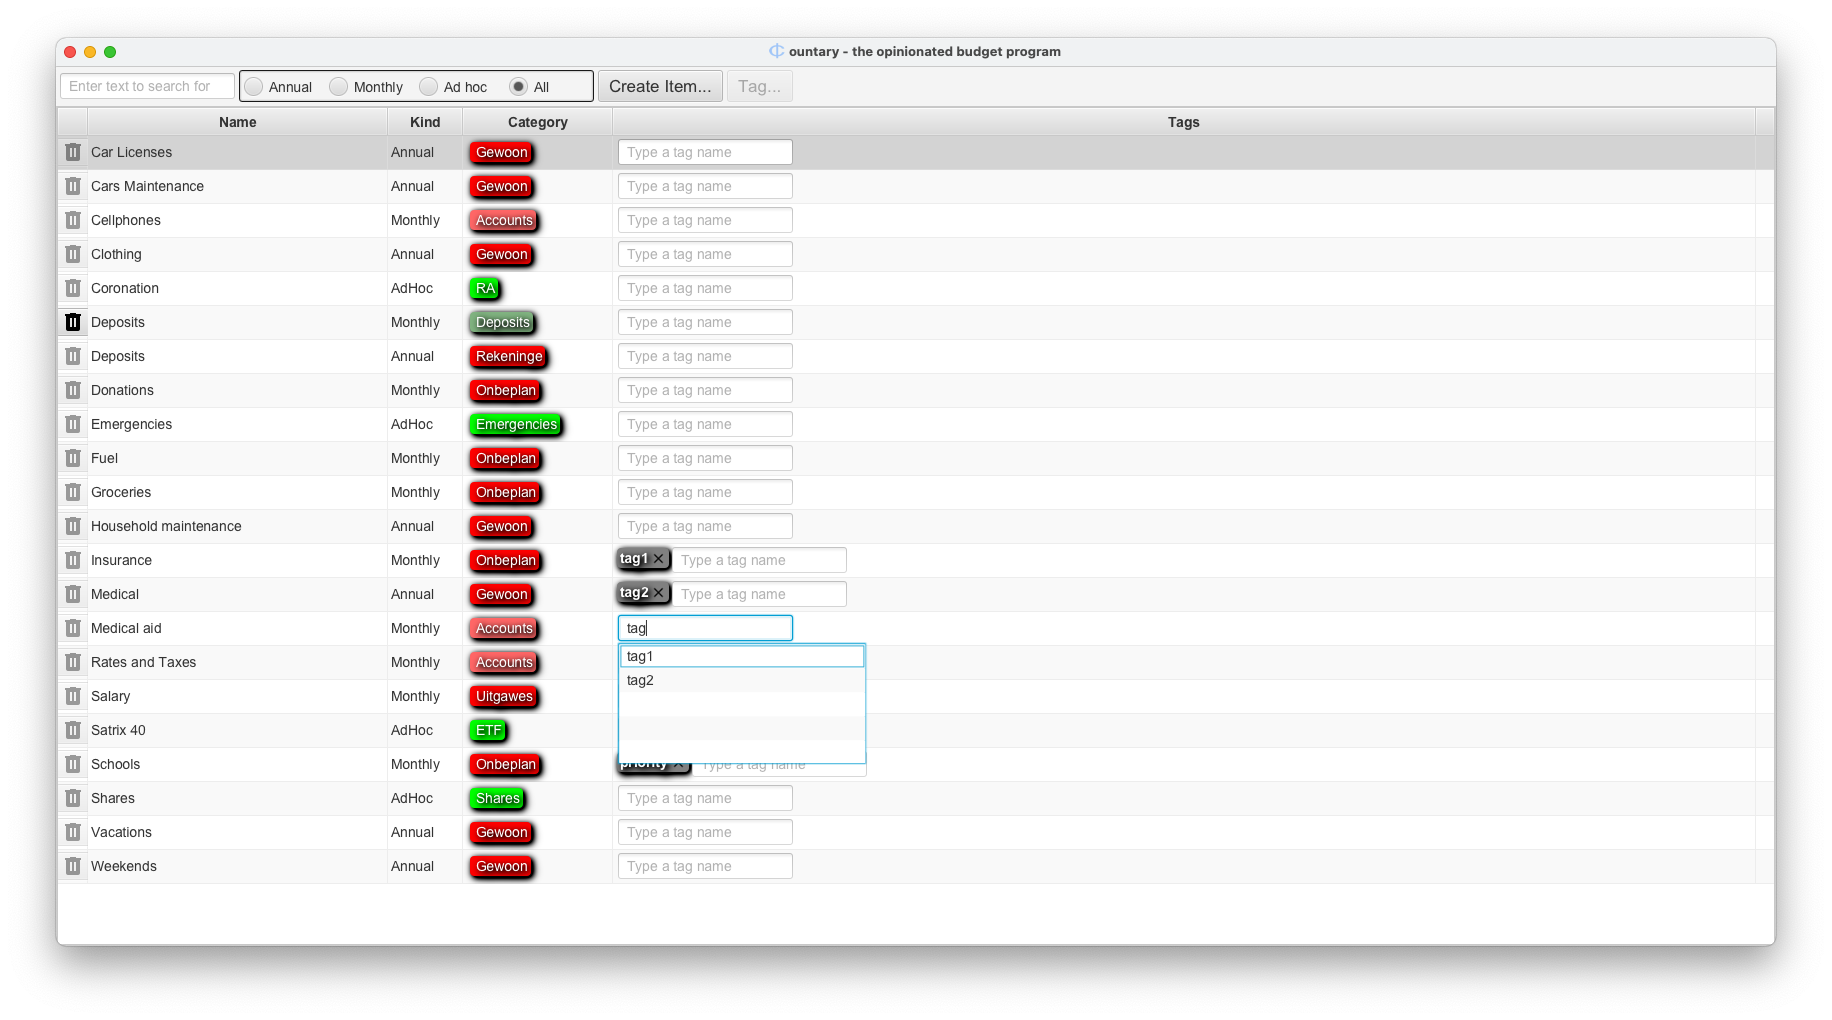 ountary - the opinionated budget program
Enter text to search for Annual Monthly Ad hoc All Create Item... Tag...
Name Kind Category Tags
Car Licenses Annual Gewoon Type a tag name
Cars Maintenance Annual Gewoon Type a tag name
Cellphones Monthly Accounts Type a tag name
Clothing Annual Gewoon Type a tag name
Coronation AdHoc RA Type a tag name
Deposits Monthly Deposits Type a tag name
Deposits Annual Rekeninge Type a tag name
Donations Monthly Onbeplan Type a tag name
Emergencies AdHoc Emergencies Type a tag name
Fuel Monthly Onbeplan Type a tag name
Groceries Monthly Onbeplan Type a tag name
Household maintenance Annual Gewoon Type a tag name
Insurance Monthly Onbeplan tag1 Type a tag name
Medical Annual Gewoon tag2 Type a tag name
Medical aid Monthly Accounts tag
Rates and Taxes Monthly Accounts tag1
tag2
Salary Monthly Uitgawes
Satrix 40 AdHoc ETF
Schools Monthly Onbeplan priority Type a tag name
Shares AdHoc Shares Type a tag name
Vacations Annual Gewoon Type a tag name
Weekends Annual Gewoon Type a tag name